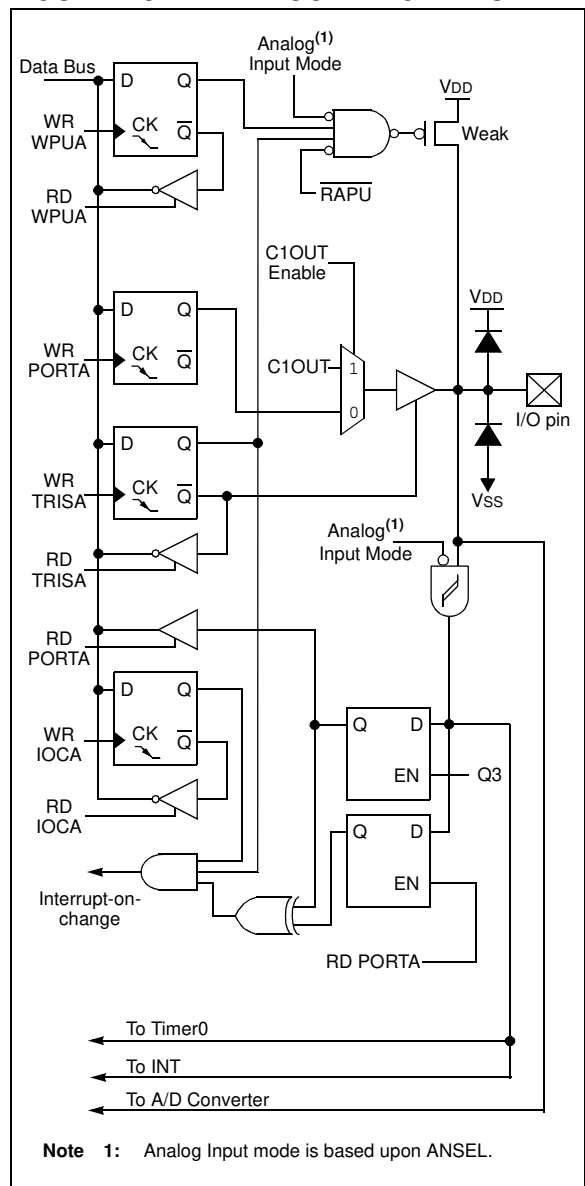 Analog(1)
Input Mode
Data Bus
D Q
VDD
WR
WPUA
CK Q
Weak
RAPU
RD
WPUA
C1OUT
Enable
D Q
VDD
WR
PORTA
CK Q
C1OUT
1
0
I/O pin
D Q
WR
TRISA
CK Q
VSS
Analog(1)
Input Mode
RD
TRISA
RD
PORTA
D Q
Q D
WR
IOCA
CK Q
EN
Q3
RD
IOCA
Q D
EN
Interrupt-on-
change
RD PORTA
To Timer0
To INT
To A/D Converter
Note 1: Analog Input mode is based upon ANSEL.